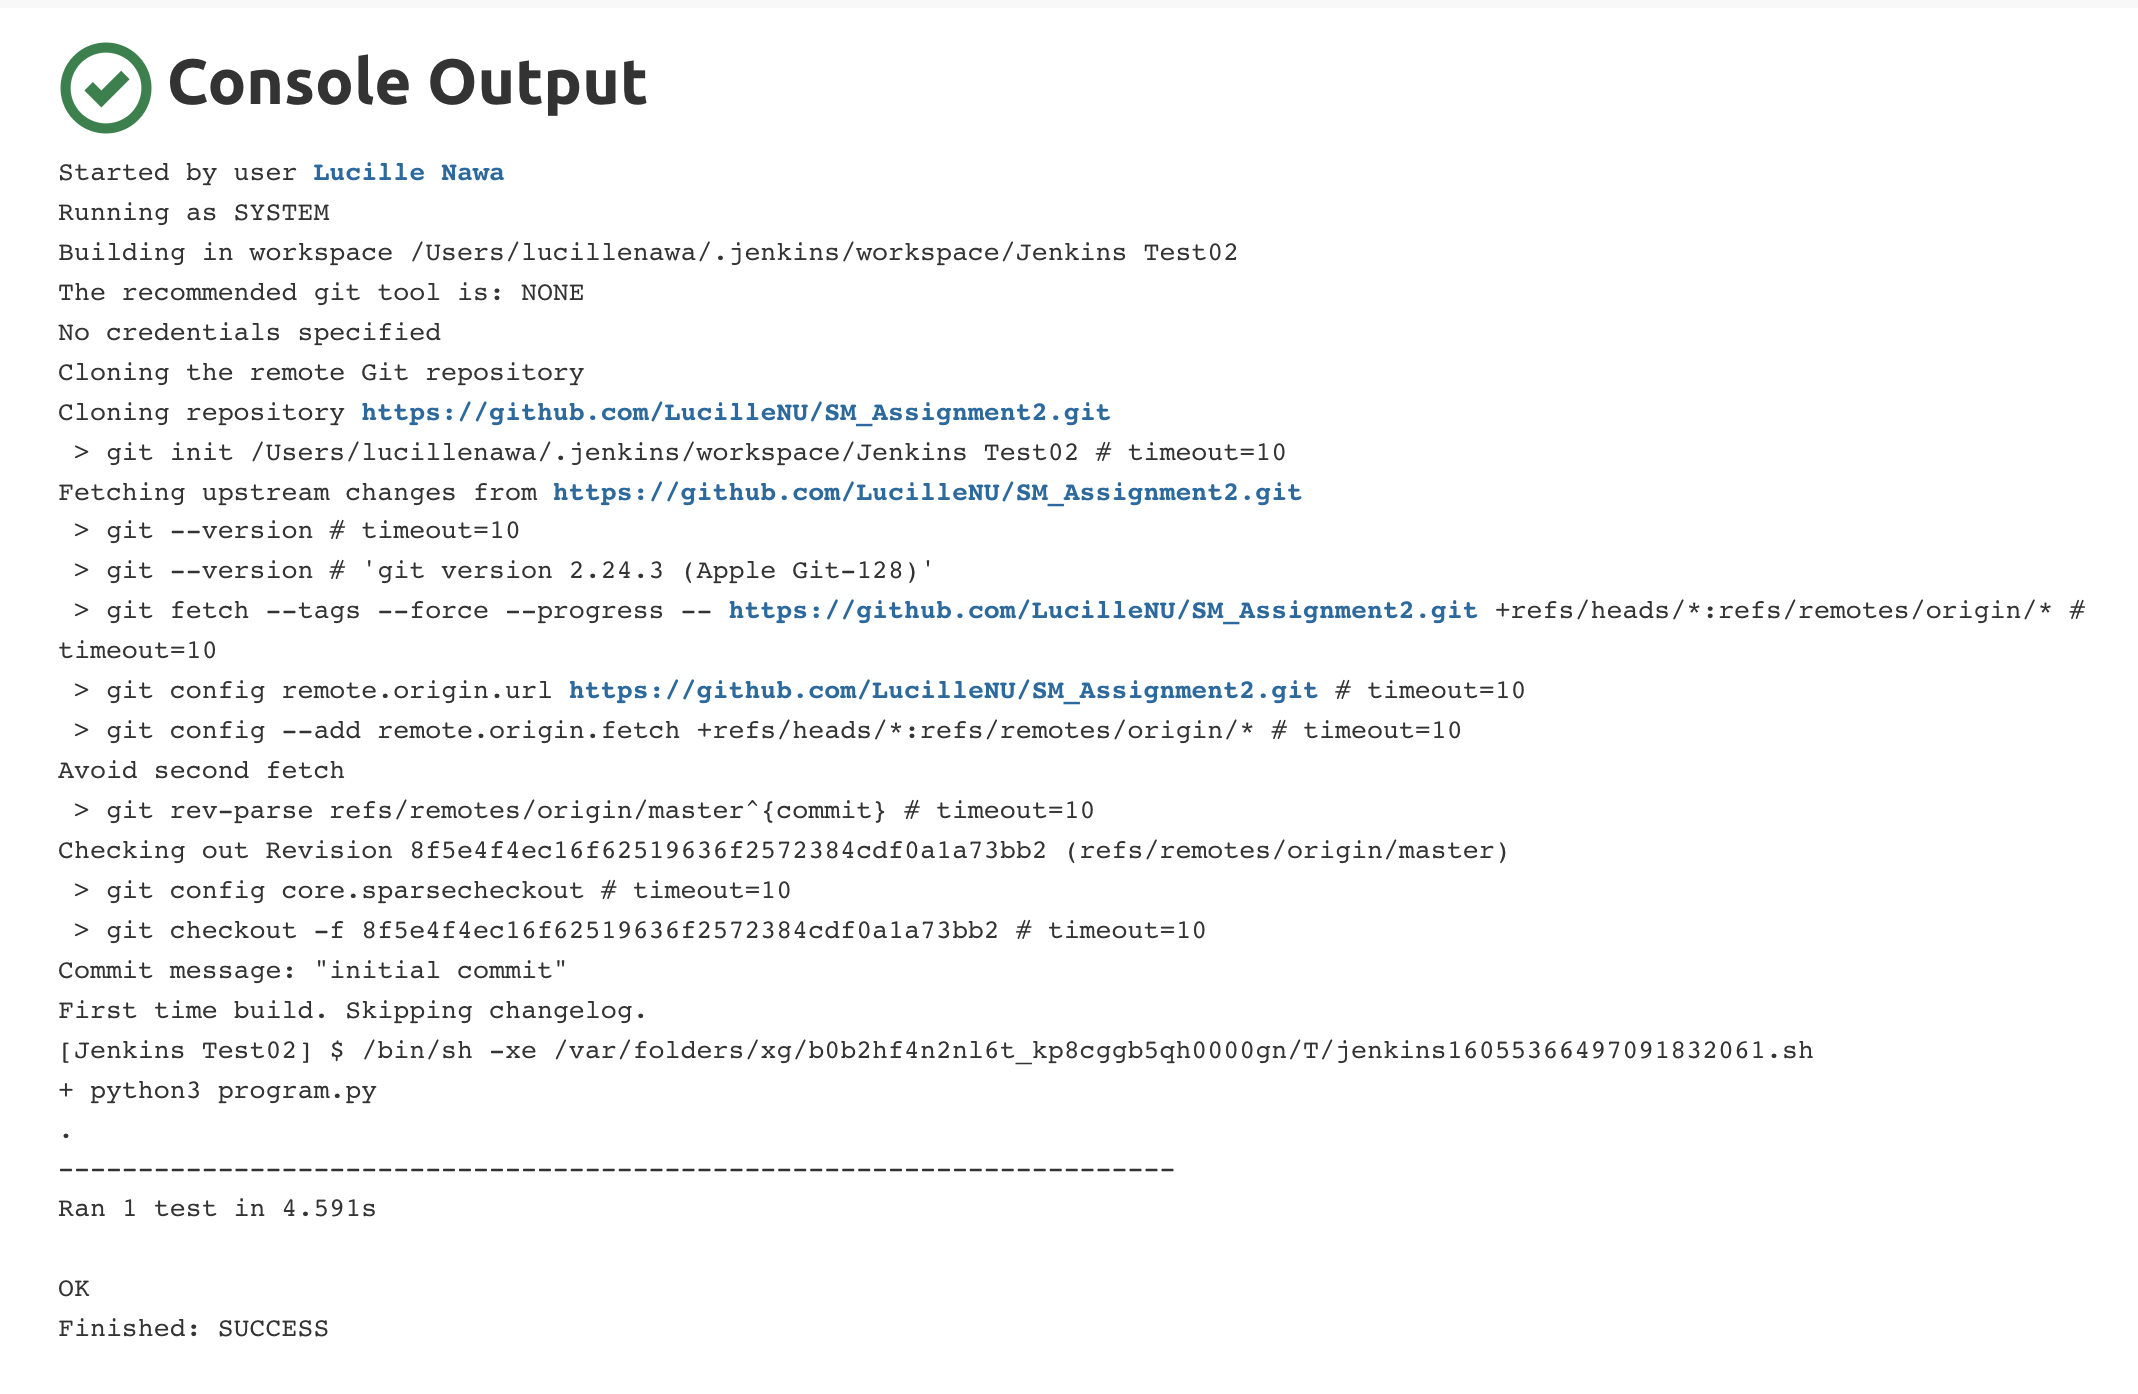 Console Output
Started by user Lucille Nawa
Running as SYSTEM
Building in workspace /Users/lucillenawa/.jenkins/workspace/Jenkins Test02
The recommended git tool is: NONE
No credentials specified
Cloning the remote Git repository
Cloning repository https://github.com/LucilleNU/SM_Assignment2.git
 > git init /Users/lucillenawa/.jenkins/workspace/Jenkins Test02 # timeout=10
Fetching upstream changes from https://github.com/LucilleNU/SM_Assignment2.git
 > git --version # timeout=10
 > git --version # 'git version 2.24.3 (Apple Git-128)'
 > git fetch --tags --force --progress -- https://github.com/LucilleNU/SM_Assignment2.git +refs/heads/*:refs/remotes/origin/* #
timeout=10
 > git config remote.origin.url https://github.com/LucilleNU/SM_Assignment2.git # timeout=10
 > git config --add remote.origin.fetch +refs/heads/*:refs/remotes/origin/* # timeout=10
Avoid second fetch
 > git rev-parse refs/remotes/origin/master^{commit} # timeout=10
Checking out Revision 8f5e4f4ec16f62519636f2572384cdf0a1a73bb2 (refs/remotes/origin/master)
 > git config core.sparsecheckout # timeout=10
 > git checkout -f 8f5e4f4ec16f62519636f2572384cdf0a1a73bb2 # timeout=10
Commit message: "initial commit"
First time build. Skipping changelog.
[Jenkins Test02] $ /bin/sh -xe /var/folders/xg/b0b2hf4n2nl6t_kp8cggb5qh0000gn/T/jenkins16055366497091832061.sh
+ python3 program.py
.
----------------------------------------------------------------------
Ran 1 test in 4.591s
OK
Finished: SUCCESS